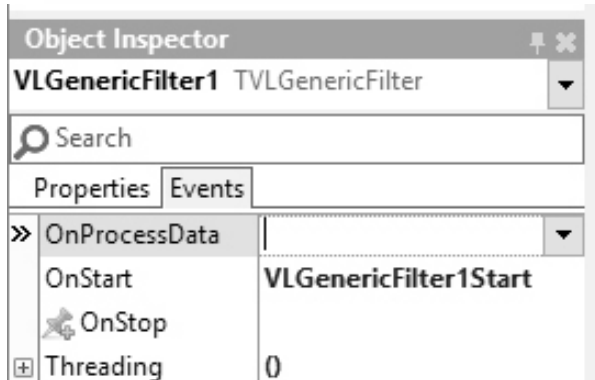 Object Inspector
VLGenericFilter1 TVLGenericFilter
Search
Properties Events
OnProcessData
OnStart VLGenericFilter1Start
OnStop
Threading ()